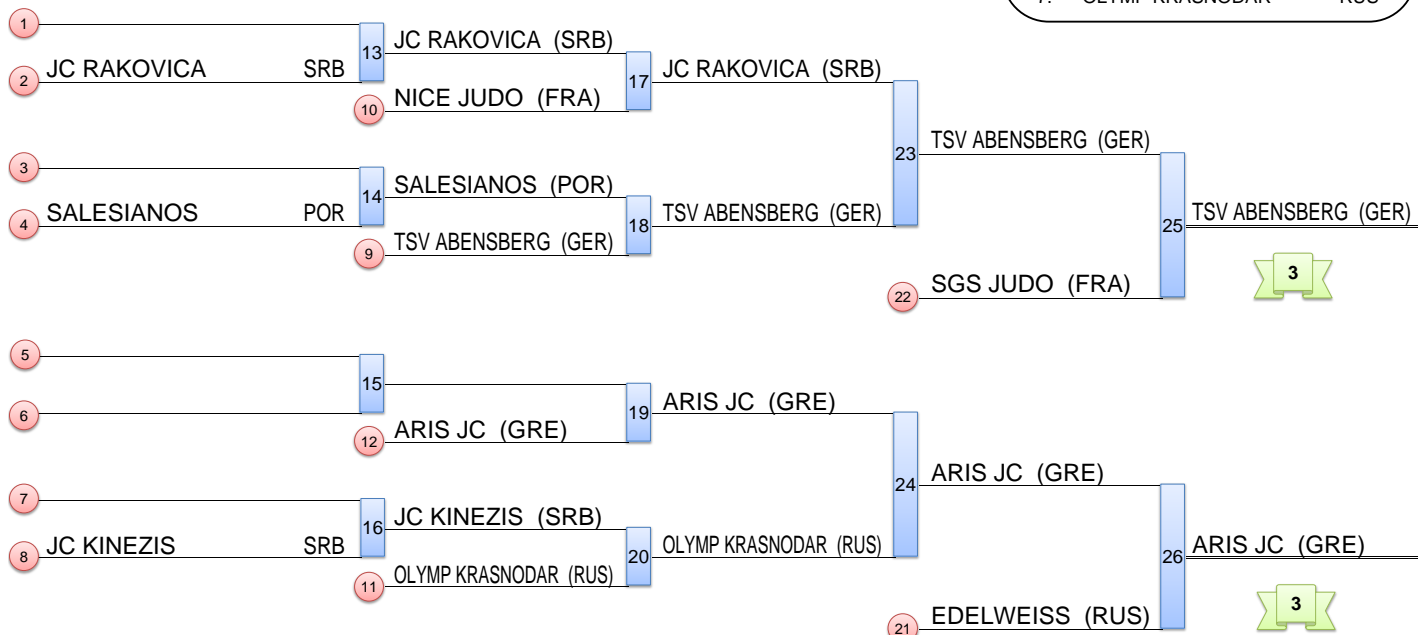 7. OLYMP KRASNODAR RUS
1
13 JC RAKOVICA (SRB)
2 JC RAKOVICA SRB
17 JC RAKOVICA (SRB)
10 NICE JUDO (FRA)
23 TSV ABENSBERG (GER)
3
14 SALESIANOS (POR)
4 SALESIANOS POR
18 TSV ABENSBERG (GER)
25 TSV ABENSBERG (GER)
9 TSV ABENSBERG (GER)
3
22 SGS JUDO (FRA)
5
15
6
19 ARIS JC (GRE)
12 ARIS JC (GRE)
24 ARIS JC (GRE)
7
16 JC KINEZIS (SRB)
8 JC KINEZIS SRB
20 OLYMP KRASNODAR (RUS)
26 ARIS JC (GRE)
11 OLYMP KRASNODAR (RUS)
3
21 EDELWEISS (RUS)